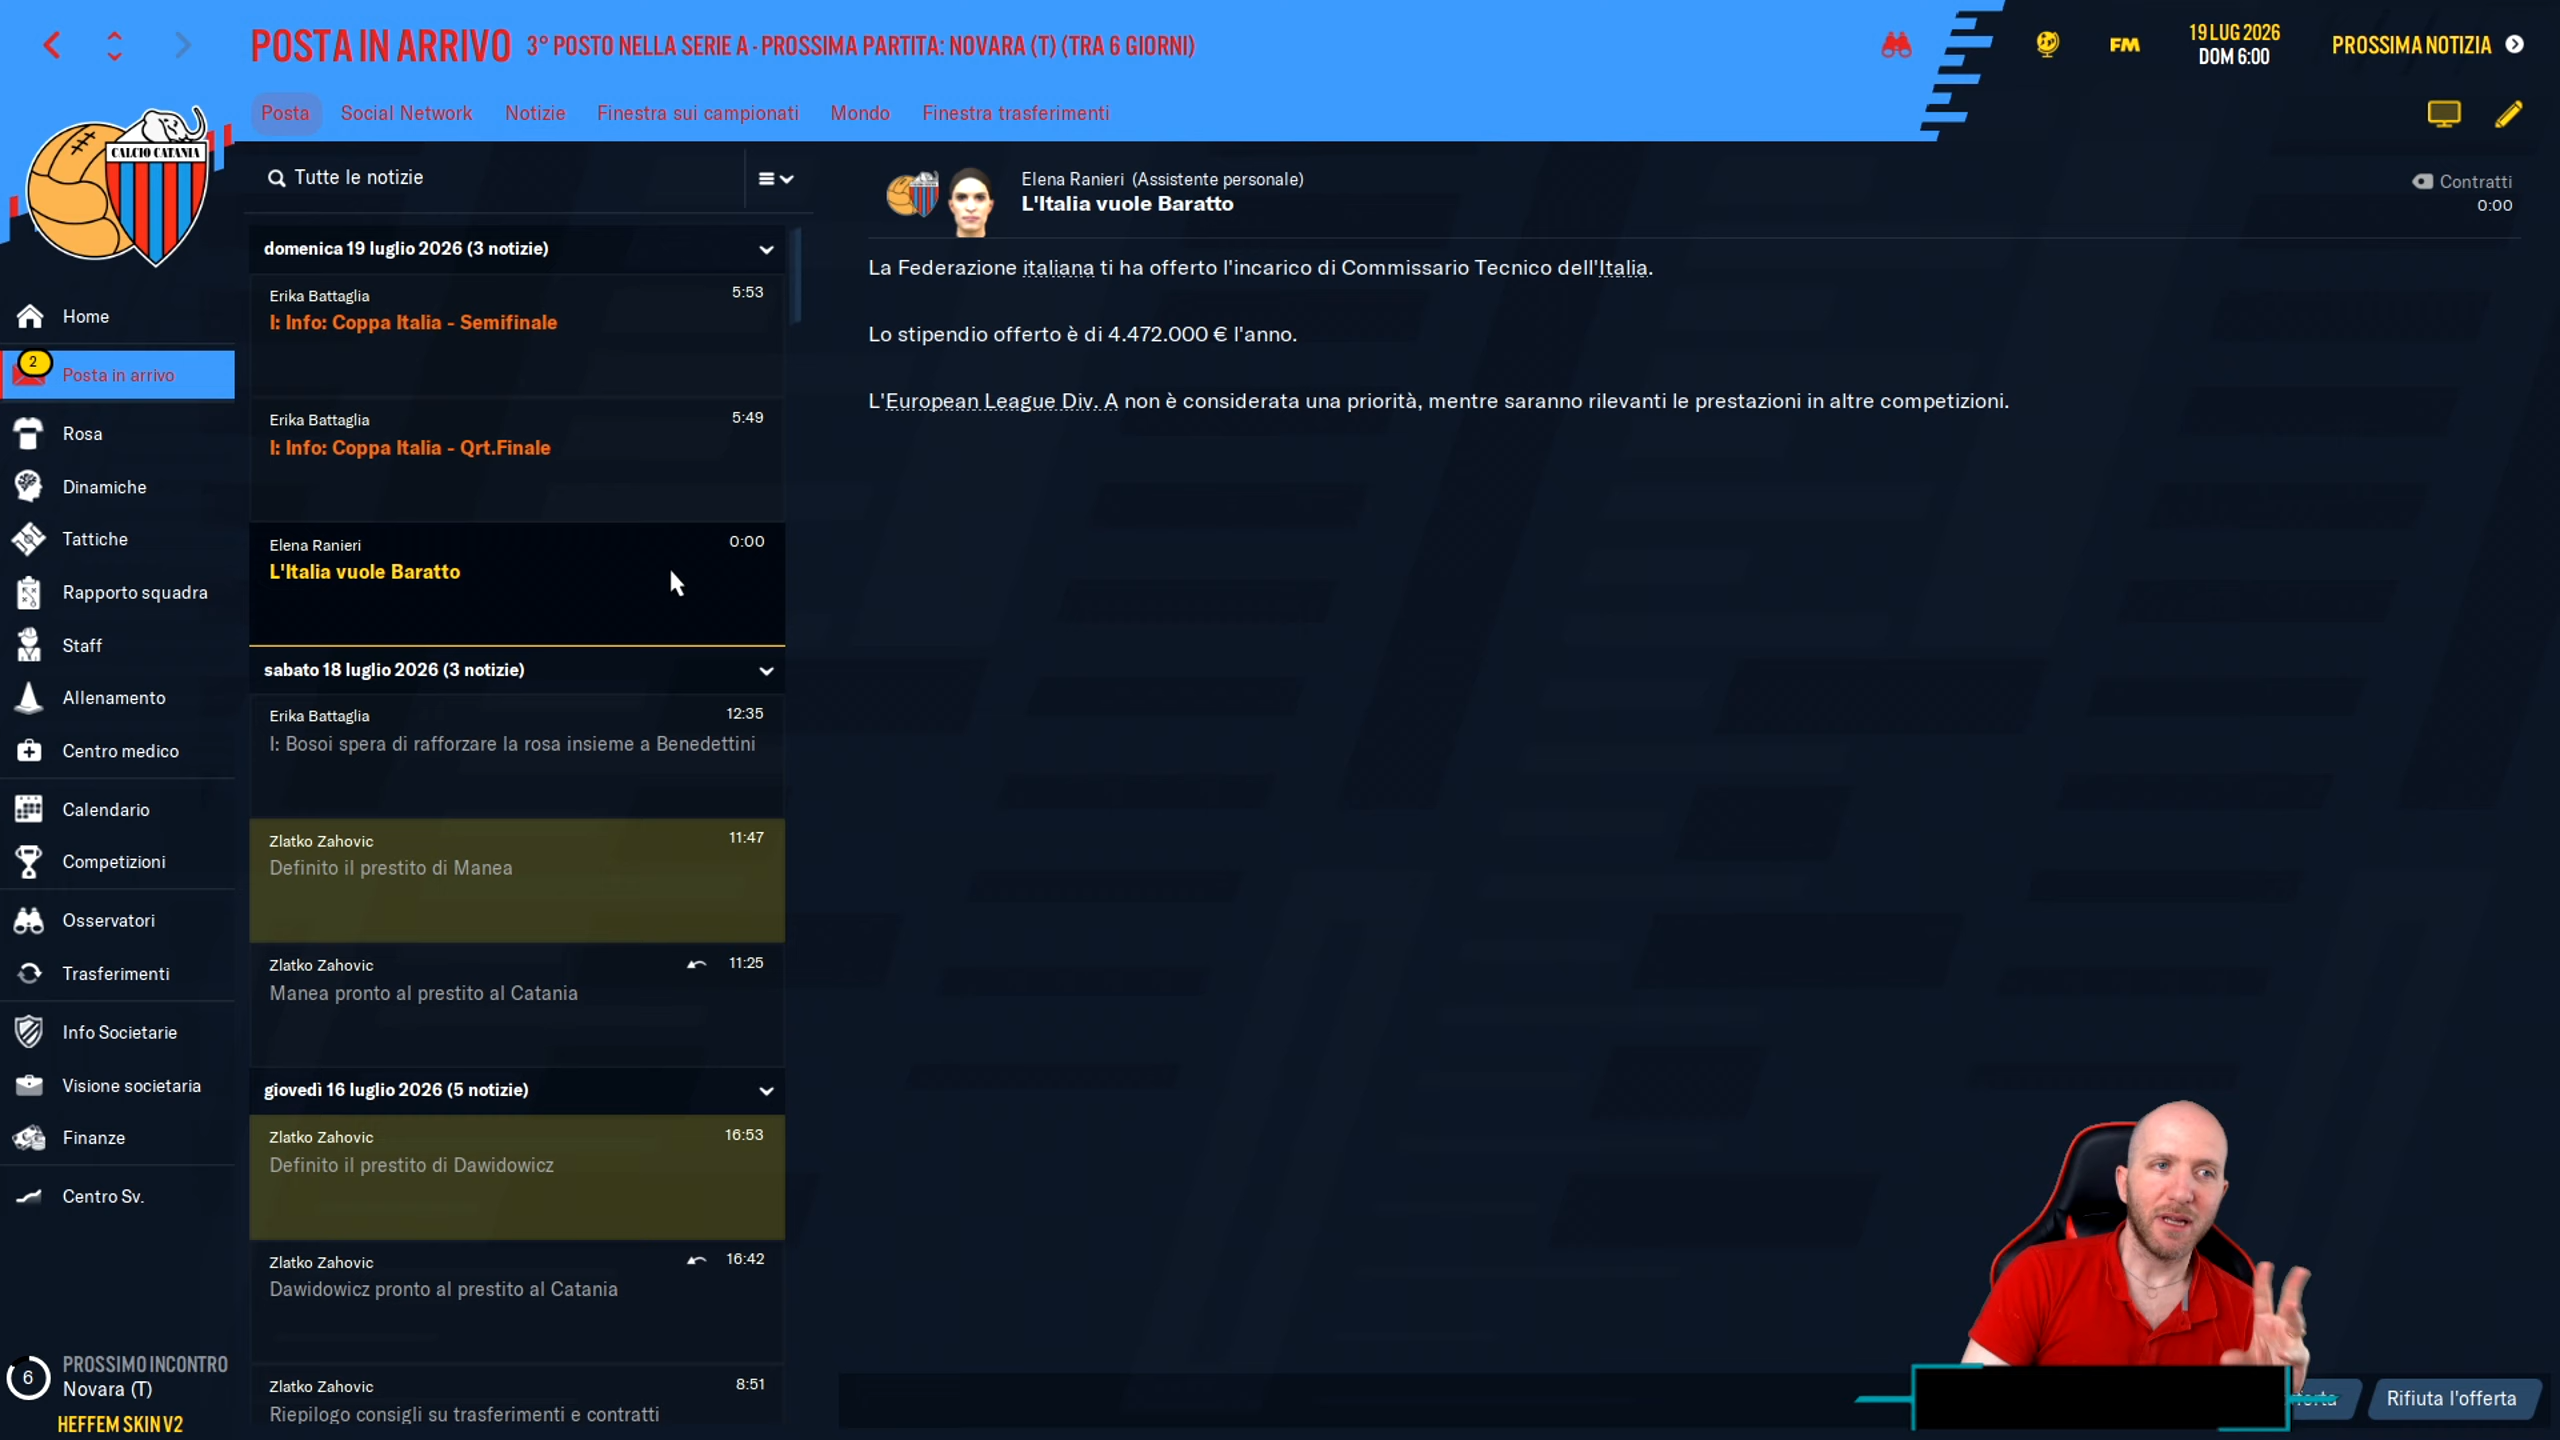 POSTA IN ARRIVO
3° POSTO NELLA SERIE A - PROSSIMA PARTITA: NOVARA (T) (TRA 6 GIORNI)
FM
19 LUG 2026
DOM 6:00
PROSSIMA NOTIZIA
Posta
Social Network
Notizie
Finestra sui campionati
Mondo
Finestra trasferimenti
CALCIO CATANIA
Home
2
Posta in arrivo
Rosa
Dinamiche
Tattiche
Rapporto squadra
Staff
Allenamento
Centro medico
Calendario
Competizioni
Osservatori
Trasferimenti
Info Societarie
Visione societaria
Finanze
Centro Sv.
6
PROSSIMO INCONTRO
Novara (T)
HEFFEM SKIN V2
Tutte le notizie
domenica 19 luglio 2026 (3 notizie)
Erika Battaglia
5:53
I: Info: Coppa Italia - Semifinale
Erika Battaglia
5:49
I: Info: Coppa Italia - Qrt.Finale
Elena Ranieri
0:00
L'Italia vuole Baratto
sabato 18 luglio 2026 (3 notizie)
Erika Battaglia
12:35
I: Bosoi spera di rafforzare la rosa insieme a Benedettini
Zlatko Zahovic
11:47
Definito il prestito di Manea
Zlatko Zahovic
11:25
Manea pronto al prestito al Catania
giovedì 16 luglio 2026 (5 notizie)
Zlatko Zahovic
16:53
Definito il prestito di Dawidowicz
Zlatko Zahovic
16:42
Dawidowicz pronto al prestito al Catania
Zlatko Zahovic
8:51
Riepilogo consigli su trasferimenti e contratti
Elena Ranieri (Assistente personale)
L'Italia vuole Baratto
Contratti
0:00
La Federazione italiana ti ha offerto l'incarico di Commissario Tecnico dell'Italia.
Lo stipendio offerto è di 4.472.000 € l'anno.
L'European League Div. A non è considerata una priorità, mentre saranno rilevanti le prestazioni in altre competizioni.
Rifiuta l'offerta